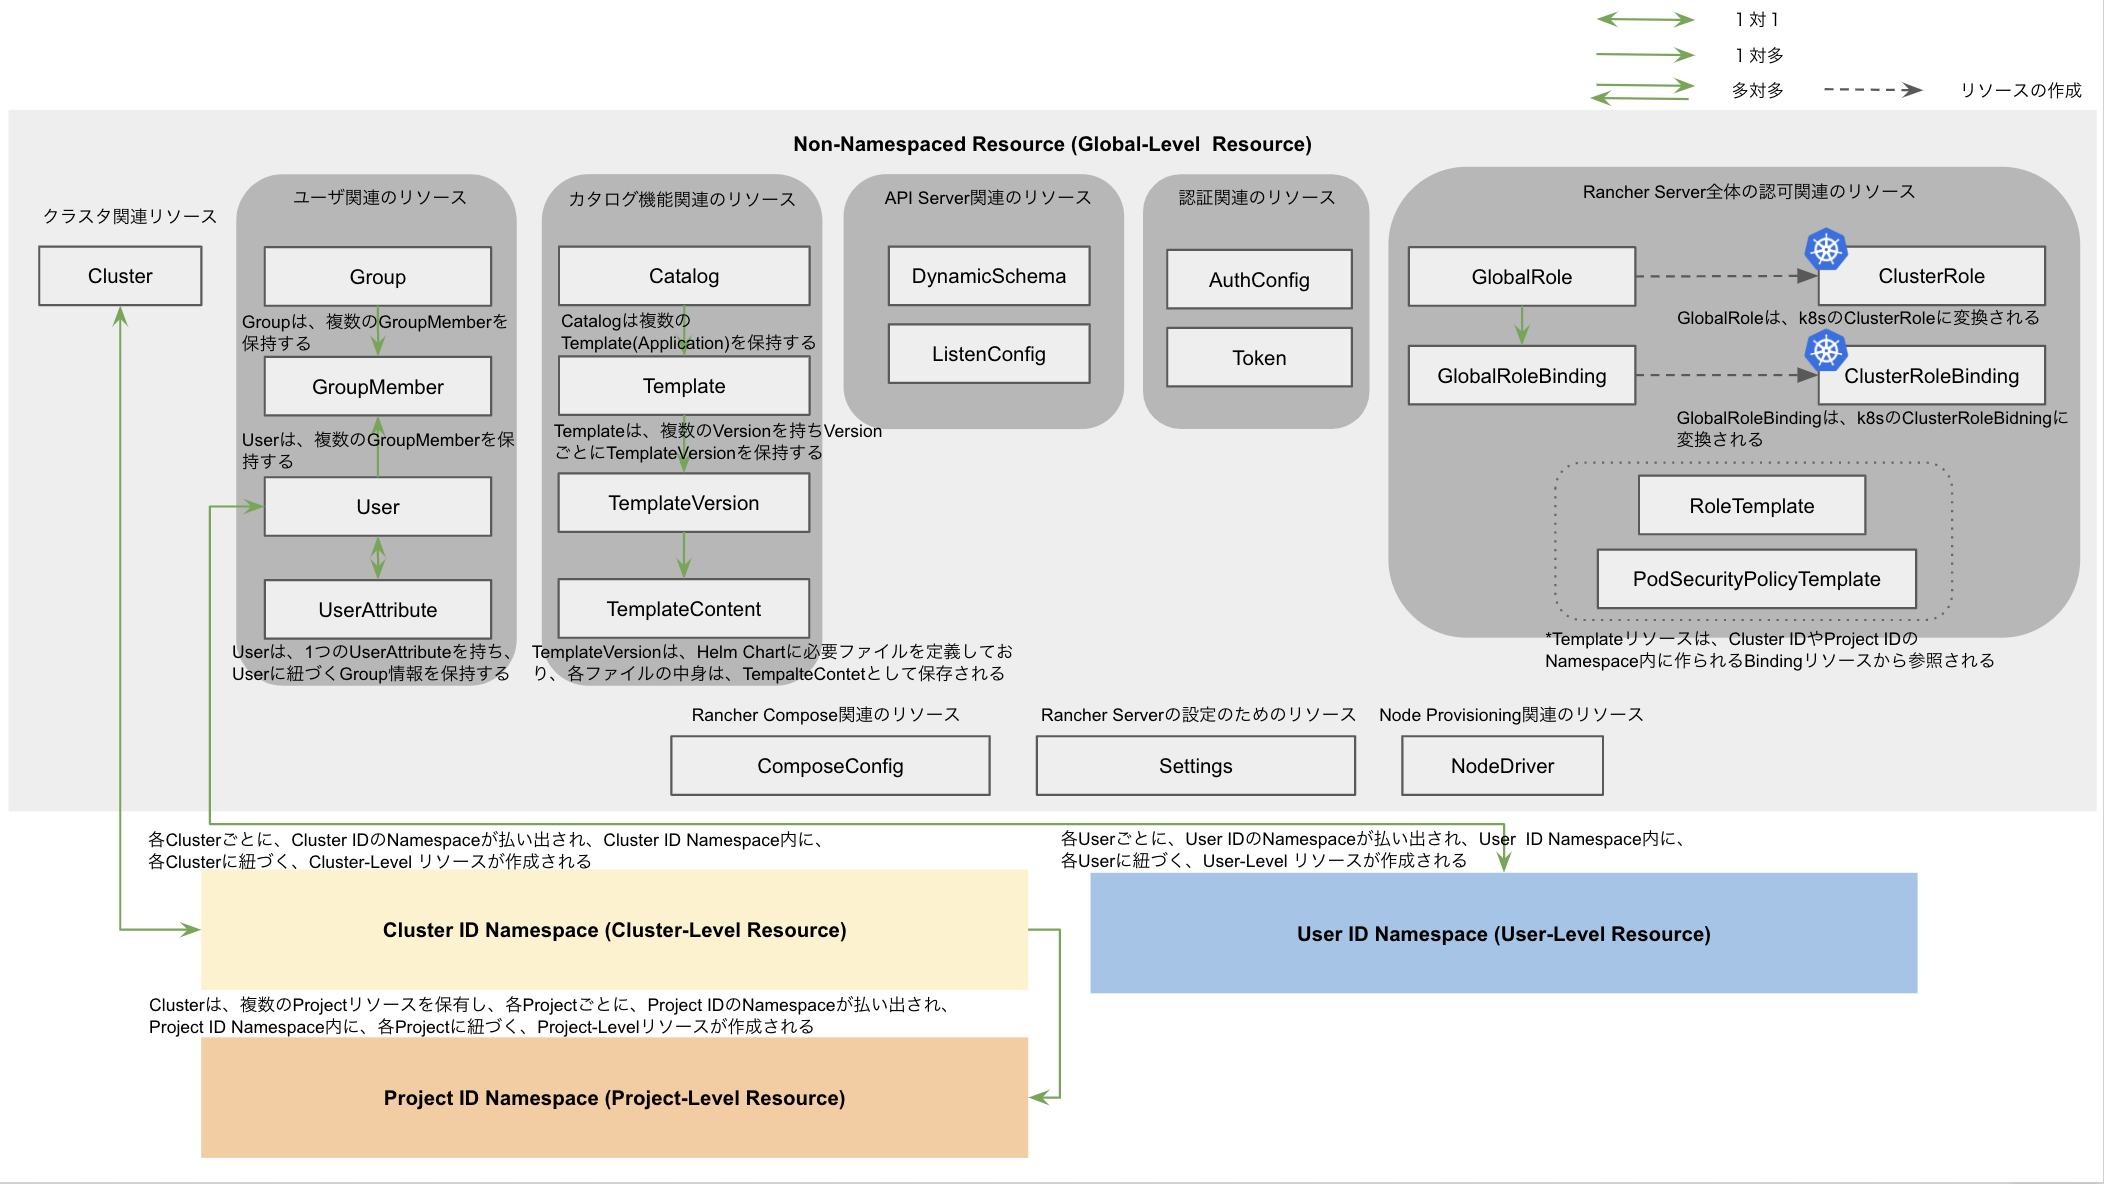 １対１
１対多
多対多
リソースの作成
Non-Namespaced Resource (Global-Level  Resource)
クラスタ関連リソース
Cluster
ユーザ関連のリソース
Group
Groupは、複数のGroupMemberを
保持する
GroupMember
Userは、複数のGroupMemberを保
持する
User
UserAttribute
Userは、1つのUserAttributeを持ち、
Userに紐づくGroup情報を保持する
カタログ機能関連のリソース
Catalog
Catalogは複数の
Template(Application)を保持する
Template
Templateは、複数のVersionを持ちVersion
ごとにTemplateVersionを保持する
TemplateVersion
TemplateContent
TemplateVersionは、Helm Chartに必要ファイルを定義してお
り、各ファイルの中身は、TempalteContetとして保存される
API Server関連のリソース
DynamicSchema
ListenConfig
認証関連のリソース
AuthConfig
Token
Rancher Server全体の認可関連のリソース
GlobalRole
ClusterRole
GlobalRoleは、k8sのClusterRoleに変換される
GlobalRoleBinding
ClusterRoleBinding
GlobalRoleBindingは、k8sのClusterRoleBidningに
変換される
RoleTemplate
PodSecurityPolicyTemplate
*Templateリソースは、Cluster IDやProject IDの
Namespace内に作られるBindingリソースから参照される
Rancher Compose関連のリソース
ComposeConfig
Rancher Serverの設定のためのリソース
Settings
Node Provisioning関連のリソース
NodeDriver
各Clusterごとに、Cluster IDのNamespaceが払い出され、Cluster ID Namespace内に、
各Clusterに紐づく、Cluster-Level リソースが作成される
Cluster ID Namespace (Cluster-Level Resource)
各Userごとに、User IDのNamespaceが払い出され、User  ID Namespace内に、
各Userに紐づく、User-Level リソースが作成される
User ID Namespace (User-Level Resource)
Clusterは、複数のProjectリソースを保有し、各Projectごとに、Project IDのNamespaceが払い出され、
Project ID Namespace内に、各Projectに紐づく、Project-Levelリソースが作成される
Project ID Namespace (Project-Level Resource)